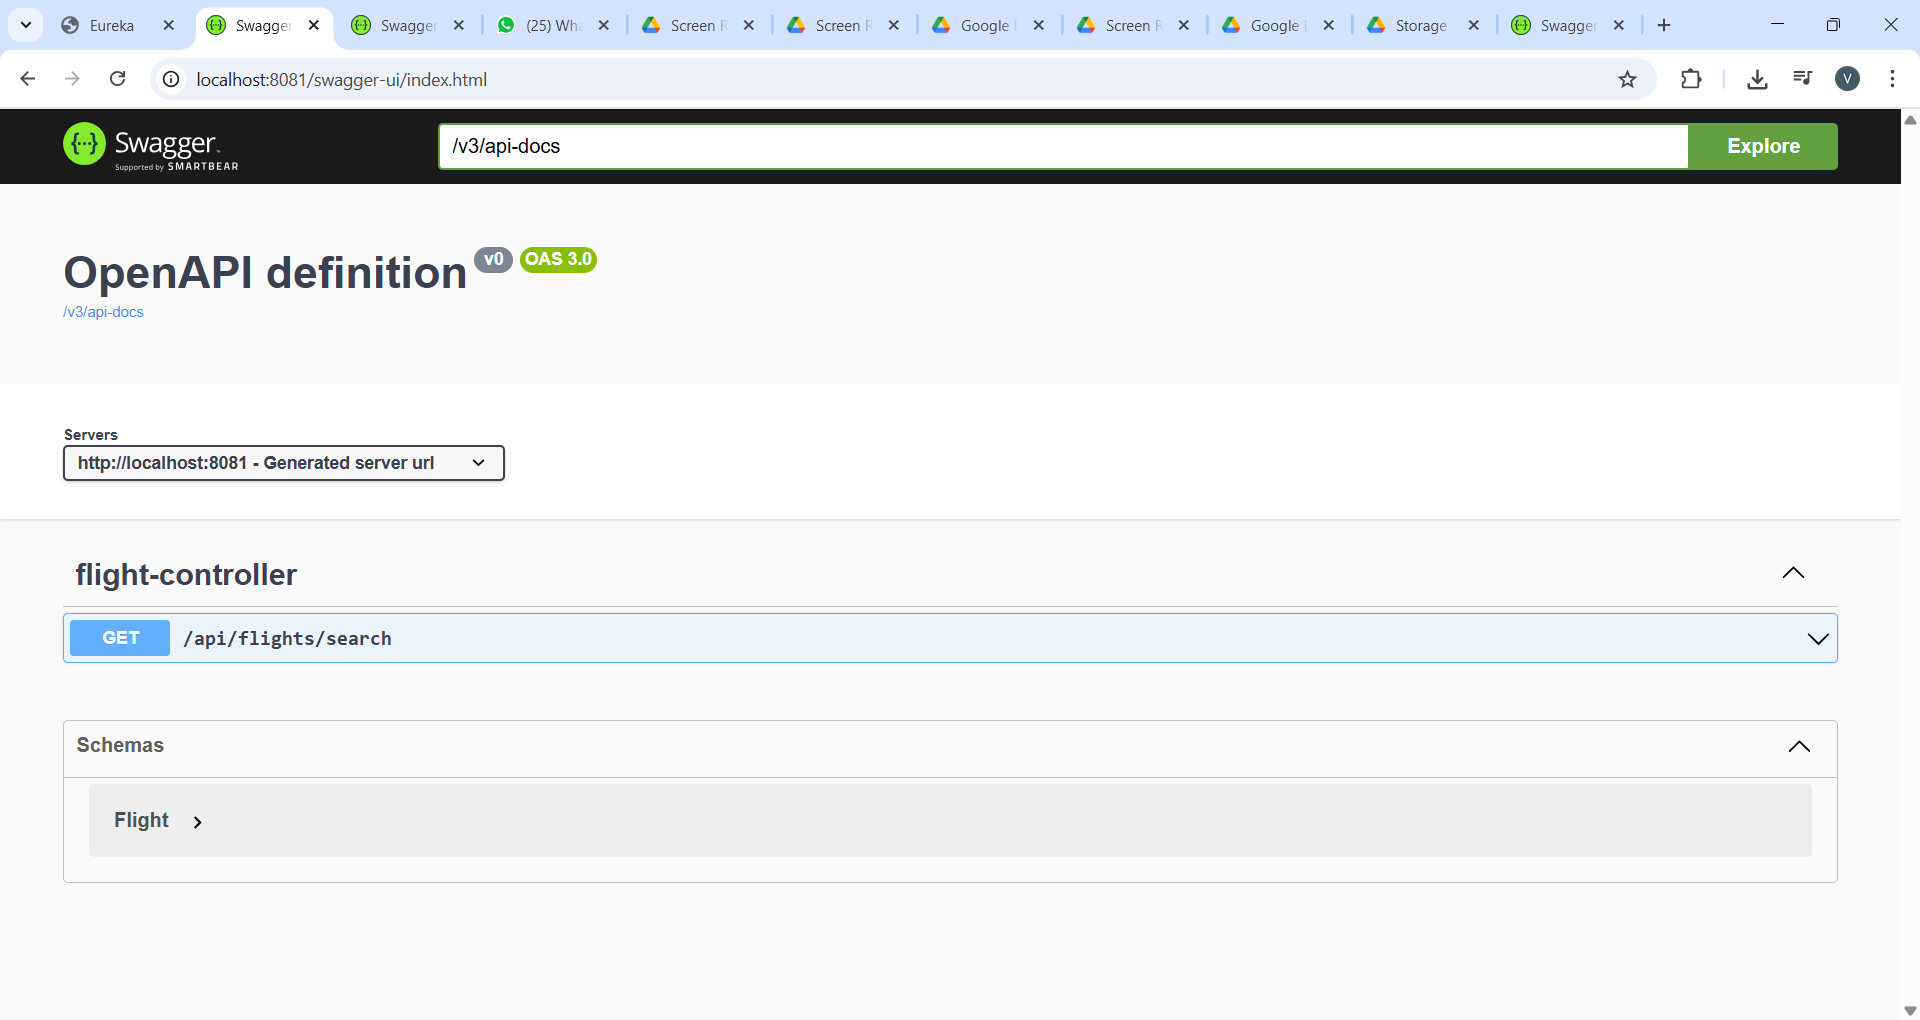 Eureka
Swagger
Swagger
(25) Wha
Screen R
Screen R
Google D
Screen R
Google D
Storage
Swagger
localhost:8081/swagger-ui/index.html
V
Swagger
Supported by SMARTBEAR
/v3/api-docs
Explore
OpenAPI definition v0 OAS 3.0
/v3/api-docs
Servers
http://localhost:8081 - Generated server url
flight-controller
GET /api/flights/search
Schemas
Flight